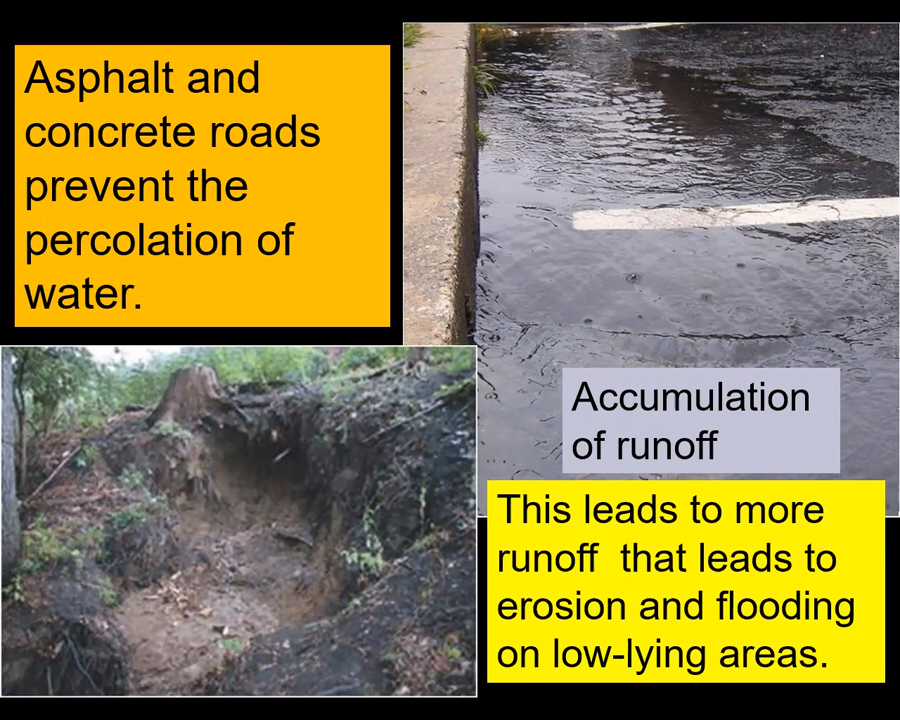 Asphalt and
concrete roads
prevent the
percolation of
water.
Accumulation
of runoff
This leads to more
runoff  that leads to
erosion and flooding
on low-lying areas.